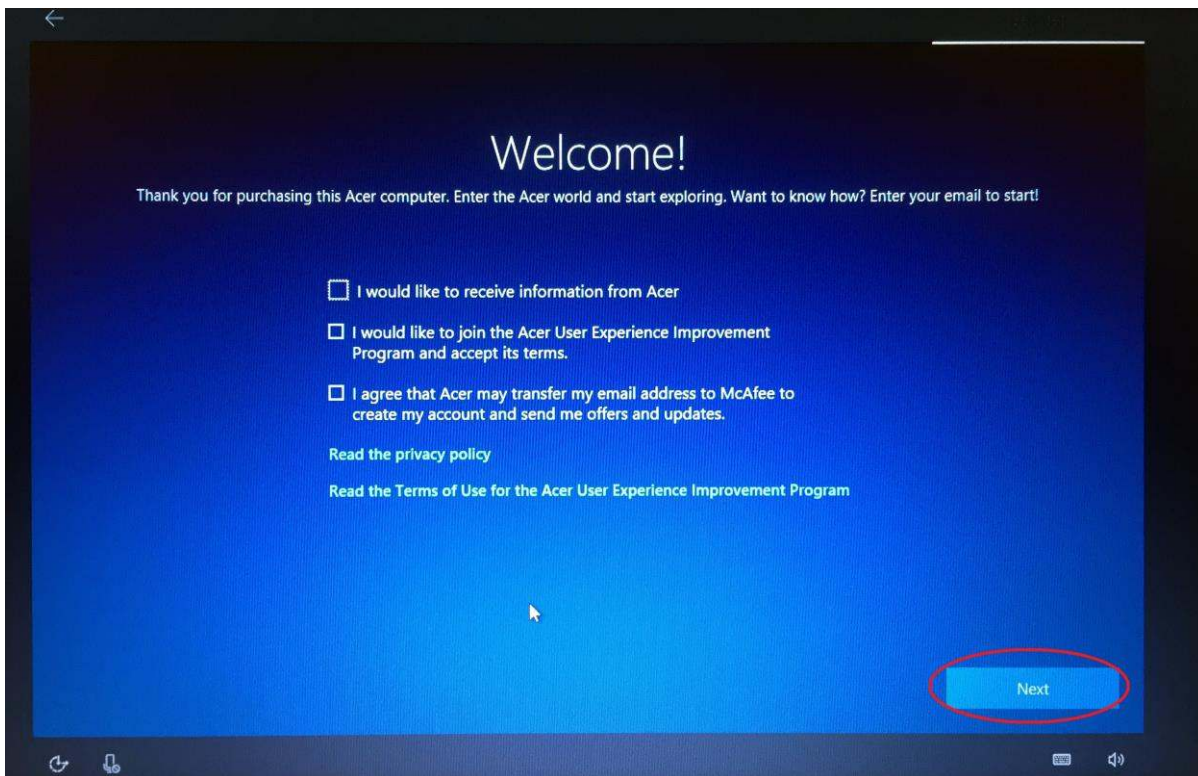 Welcome!
Thank you for purchasing this Acer computer. Enter the Acer world and start exploring. Want to know how? Enter your email to start!
I would like to receive information from Acer
I would like to join the Acer User Experience Improvement
Program and accept its terms.
I agree that Acer may transfer my email address to McAfee to
create my account and send me offers and updates.
Read the privacy policy
Read the Terms of Use for the Acer User Experience Improvement Program
Next